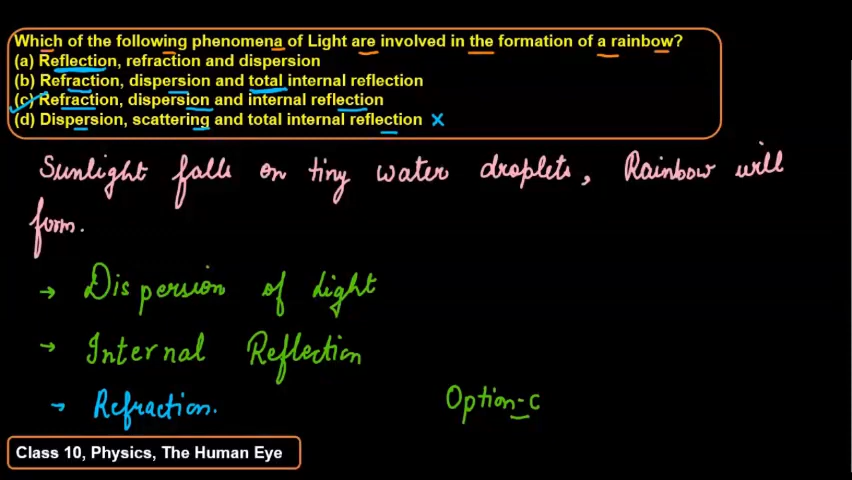 Which of the following phenomena of Light are involved in the formation of a rainbow?
(a) Reflection, refraction and dispersion
(b) Refraction, dispersion and total internal reflection
(c) Refraction, dispersion and internal reflection
(d) Dispersion, scattering and total internal reflection ×
Sunlight falls on tiny water droplets, Rainbow will
form.
→ Dispersion of light
→ Internal Reflection
→ Refraction.
Option-c
Class 10, Physics, The Human Eye